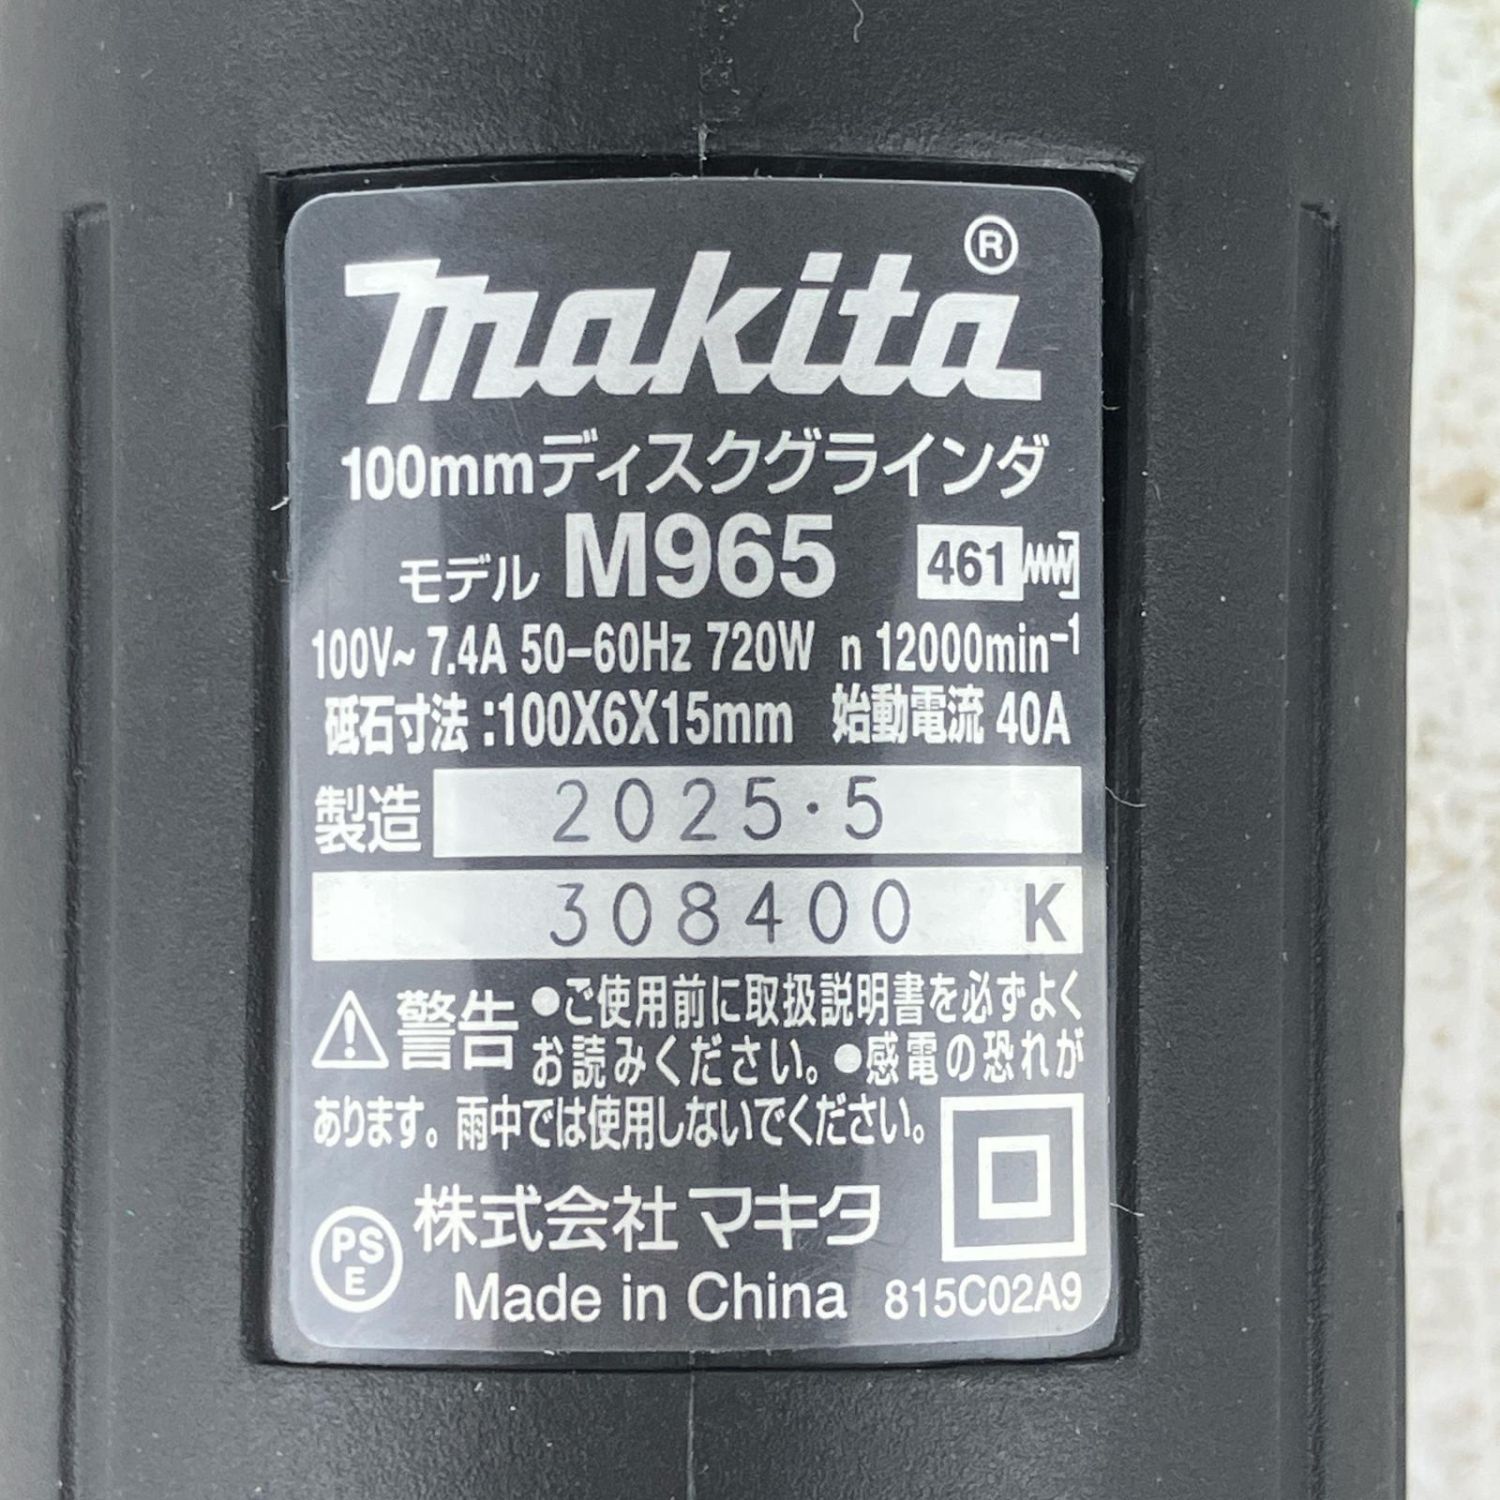 makita®
100mmディスクグラインダ
モデル M965 461
100V~ 7.4A 50-60Hz 720W n 12000min⁻¹
砥石寸法:100X6X15mm 始動電流 40A
製造 2025・5
308400 K
警告 ●ご使用前に取扱説明書を必ずよく
お読みください。●感電の恐れが
あります。雨中では使用しないでください。
PSE 株式会社マキタ
Made in China 815C02A9